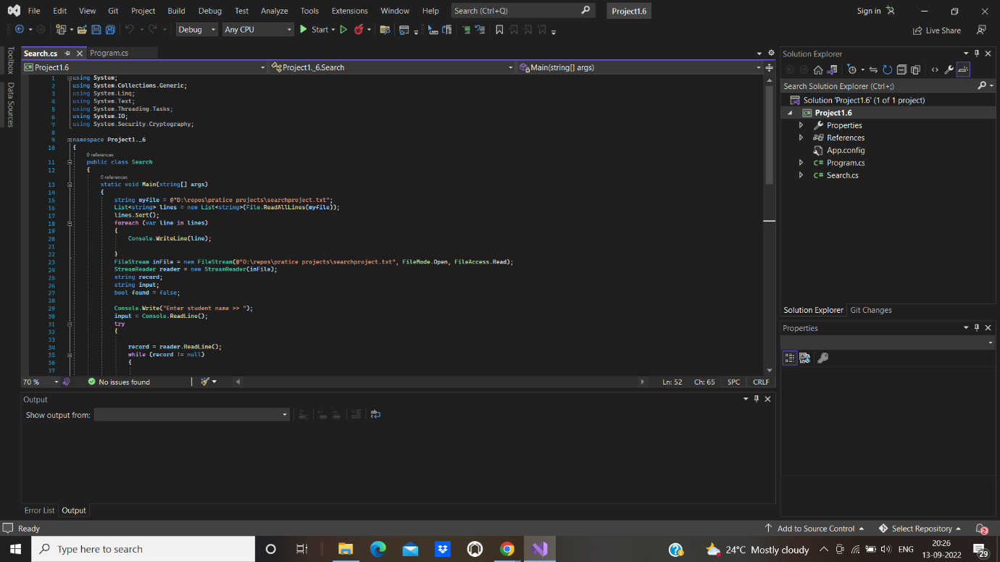 File Edit View Git Project Build Debug Test Analyze Tools Extensions Window Help Search (Ctrl+Q) Project1.6 Sign in
Debug Any CPU Start Live Share
Toolbox
Data Sources
Search.cs Program.cs
Project1.6 Project1._6.Search Main(string[] args)
1 using System;
2 using System.Collections.Generic;
3 using System.Linq;
4 using System.Text;
5 using System.Threading.Tasks;
6 using System.IO;
7 using System.Security.Cryptography;
8
9 namespace Project1._6
10 {
0 references
11 public class Search
12 {
0 references
13 static void Main(string[] args)
14 {
15 string myfile = @"D:\repos\pratice projects\searchproject.txt";
16 List<string> lines = new List<string>(File.ReadAllLines(myfile));
17 lines.Sort();
18 foreach (var line in lines)
19 {
20 Console.WriteLine(line);
21
22 }
23 FileStream inFile = new FileStream(@"D:\repos\pratice projects\searchproject.txt", FileMode.Open, FileAccess.Read);
24 StreamReader reader = new StreamReader(inFile);
25 string record;
26 string input;
27 bool found = false;
28
29 Console.Write("Enter student name >> ");
30 input = Console.ReadLine();
31 try
32 {
33
34 record = reader.ReadLine();
35 while (record != null)
36 {
37
70 % No issues found Ln: 52 Ch: 65 SPC CRLF
Output
Show output from:
Error List Output
Solution Explorer
Search Solution Explorer (Ctrl+;)
Solution 'Project1.6' (1 of 1 project)
Project1.6
Properties
References
App.config
C# Program.cs
C# Search.cs
Solution Explorer Git Changes
Properties
Ready Add to Source Control Select Repository 2
Type here to search 24°C Mostly cloudy ENG 20:26
13-09-2022 29